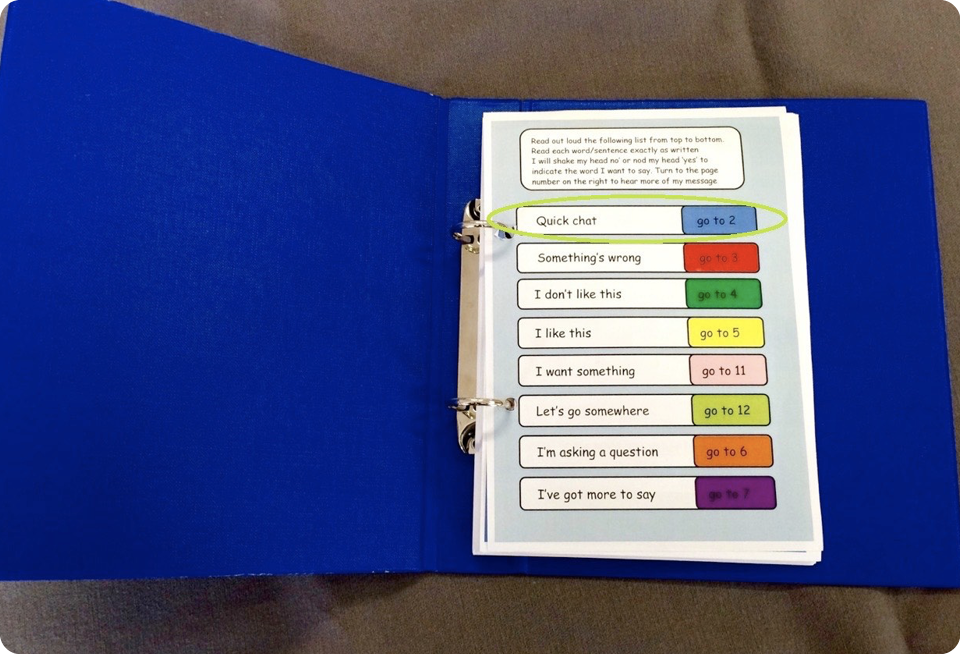 Read out loud the following list from top to bottom.
Read each word/sentence exactly as written
I will shake my head no' or nod my head 'yes' to
indicate the word I want to say. Turn to the page
number on the right to hear more of my message
Quick chat go to 2
Something's wrong go to 3
I don't like this go to 4
I like this go to 5
I want something go to 11
Let's go somewhere go to 12
I'm asking a question go to 6
I've got more to say go to 7